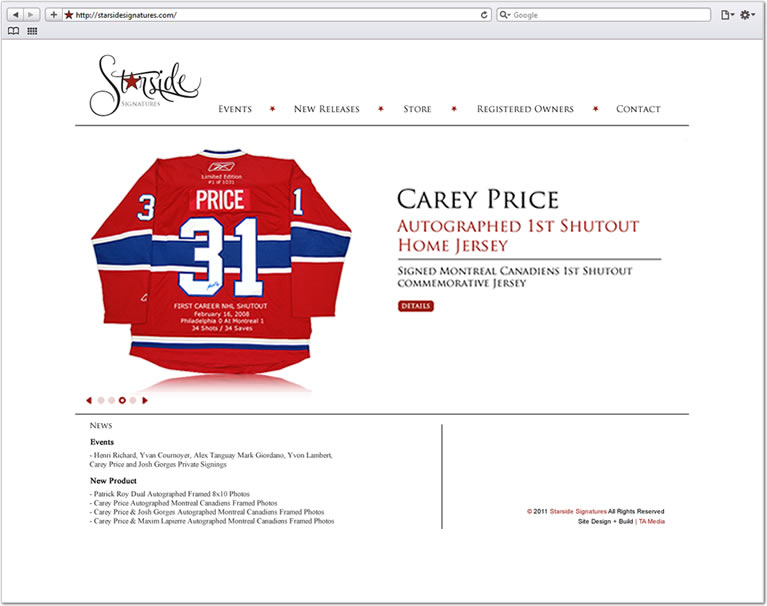 http://starsidesignatures.com/
Google
Starside
SIGNATURES
EVENTS
NEW RELEASES
STORE
REGISTERED OWNERS
CONTACT
Limited Edition
#1 of 1031
PRICE
31
31
FIRST CAREER NHL SHUTOUT
February 16, 2008
Philadelphia 0 At Montreal 1
34 Shots / 34 Saves
CAREY PRICE
AUTOGRAPHED 1ST SHUTOUT
HOME JERSEY
SIGNED MONTREAL CANADIENS 1ST SHUTOUT
COMMEMORATIVE JERSEY
DETAILS
NEWS
Events
- Henri Richard, Yvan Cournoyer, Alex Tanguay Mark Giordano, Yvon Lambert,
Carey Price and Josh Gorges Private Signings
New Product
- Patrick Roy Dual Autographed Framed 8x10 Photos
- Carey Price Autographed Montreal Canadiens Framed Photos
- Carey Price & Josh Gorges Autographed Montreal Canadiens Framed Photos
- Carey Price & Maxim Lapierre Autographed Montreal Canadiens Framed Photos
© 2011 Starside Signatures All Rights Reserved
Site Design + Build | TA Media